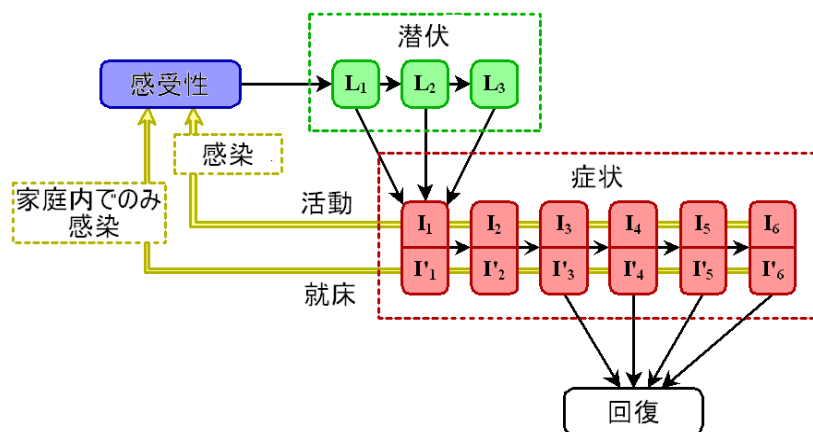 潜伏
感受性
L₁
L₂
L₃
感染
症状
家庭内でのみ
感染
活動
I₁
I₂
I₃
I₄
I₅
I₆
I'₁
I'₂
I'₃
I'₄
I'₅
I'₆
就床
回復